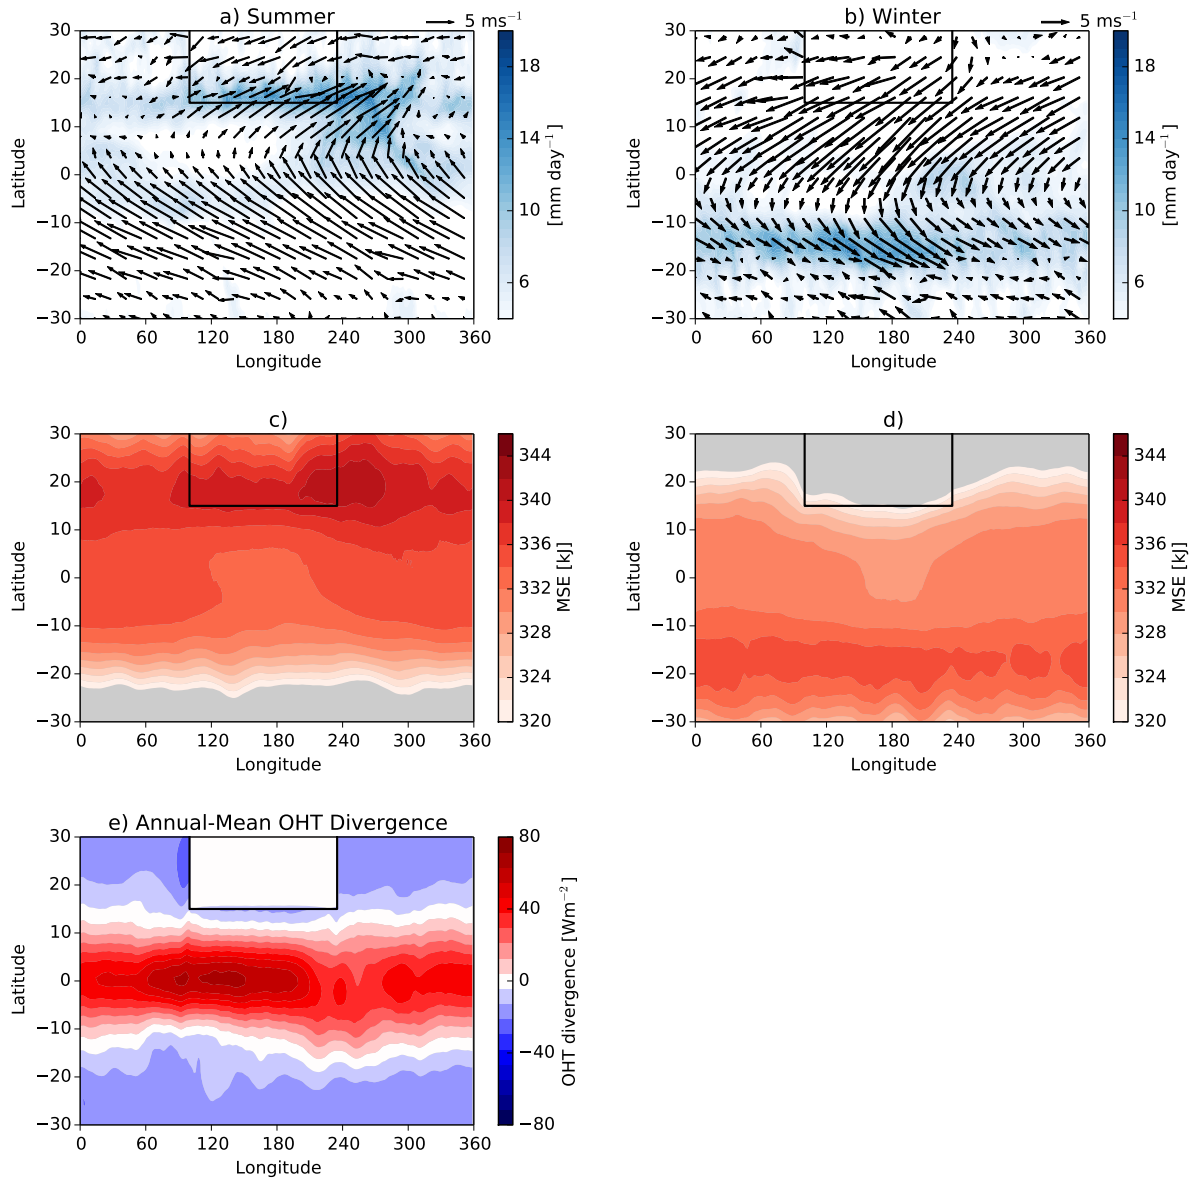 a) Summer
5 ms⁻¹
30
20
10
0
−10
−20
−30
Latitude
0 60 120 180 240 300 360
Longitude
18
14
10
6
[mm day⁻¹]
b) Winter
5 ms⁻¹
30
20
10
0
−10
−20
−30
Latitude
0 60 120 180 240 300 360
Longitude
18
14
10
6
[mm day⁻¹]
c)
30
20
10
0
−10
−20
−30
Latitude
0 60 120 180 240 300 360
Longitude
344
340
336
332
328
324
320
MSE [kJ]
d)
30
20
10
0
−10
−20
−30
Latitude
0 60 120 180 240 300 360
Longitude
344
340
336
332
328
324
320
MSE [kJ]
e) Annual-Mean OHT Divergence
30
20
10
0
−10
−20
−30
Latitude
0 60 120 180 240 300 360
Longitude
80
40
0
−40
−80
OHT divergence [Wm⁻²]